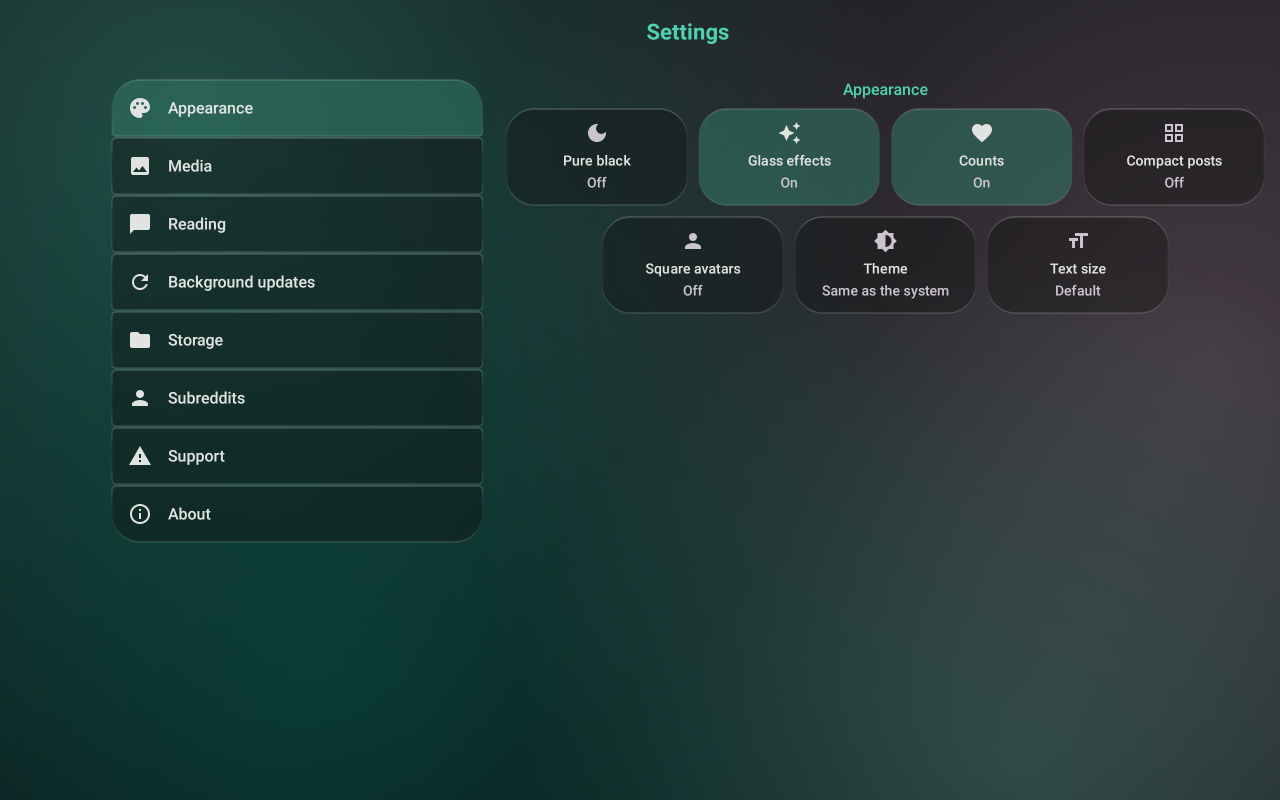 Settings
Appearance
Media
Reading
Background updates
Storage
Subreddits
Support
About
Appearance
Pure black
Off
Glass effects
On
Counts
On
Compact posts
Off
Square avatars
Off
Theme
Same as the system
Text size
Default